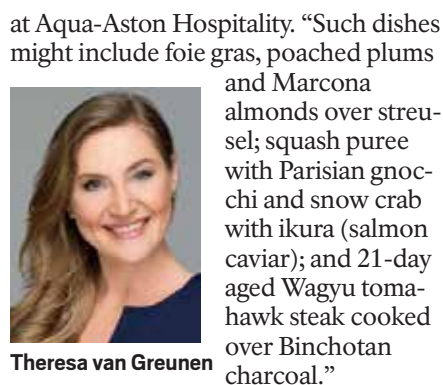 at Aqua-Aston Hospitality. “Such dishes
might include foie gras, poached plums
and Marcona
almonds over streu-
sel; squash puree
with Parisian gnoc-
chi and snow crab
with ikura (salmon
caviar); and 21-day
aged Wagyu toma-
hawk steak cooked
over Binchotan
charcoal.”
Theresa van Greunen